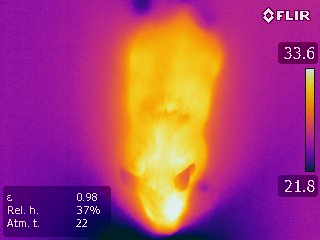 FLIR
33.6
21.8
ε 0.98
Rel. h. 37%
Atm. t. 22